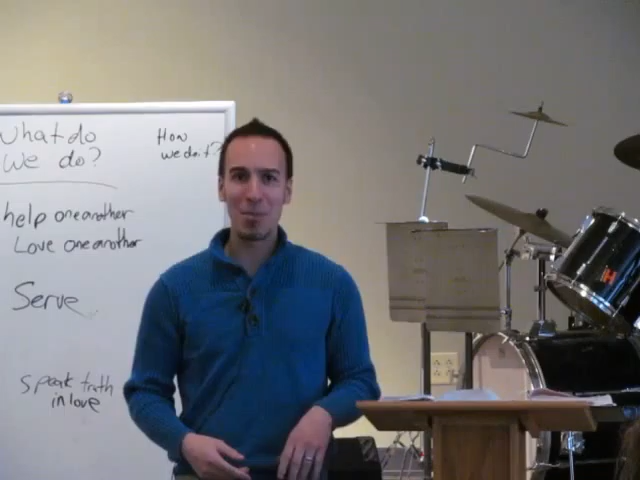 What do
we do?
How
we do it?
help one another
Love one another
Serve
speak truth
in love